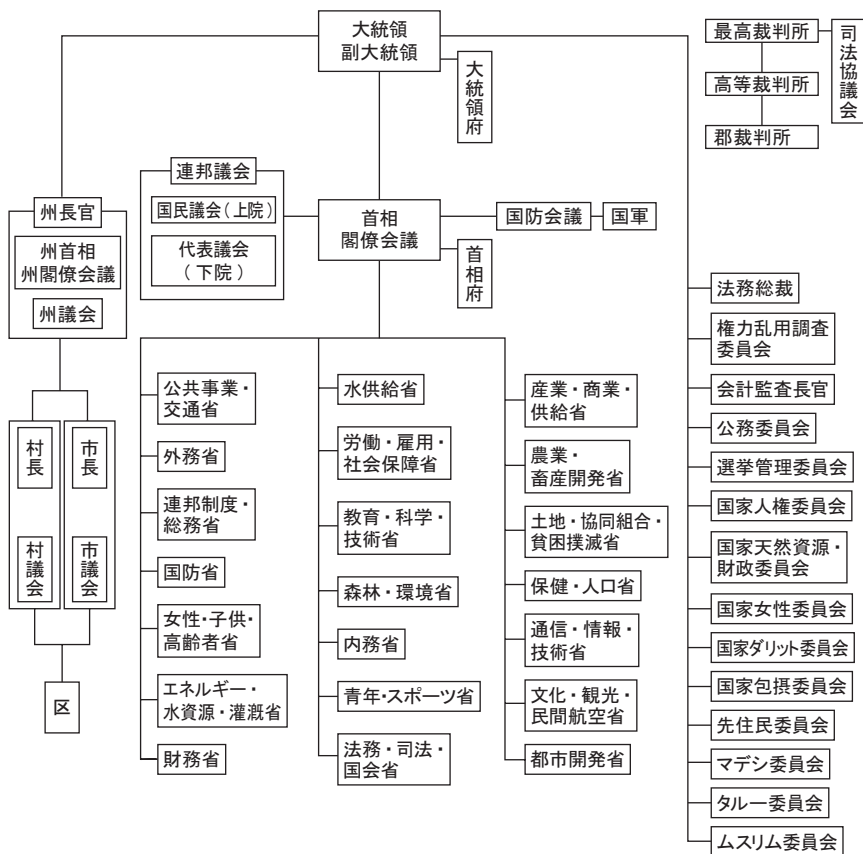 大統領
副大統領
大統領府
最高裁判所
司法協議会
高等裁判所
郡裁判所
連邦議会
国民議会(上院)
代表議会
(下院)
首相
閣僚会議
首相府
国防会議
国軍
州長官
州首相
州閣僚会議
州議会
村長
市長
村議会
市議会
区
公共事業・
交通省
外務省
連邦制度・
総務省
国防省
女性・子供・
高齢者省
エネルギー・
水資源・灌漑省
財務省
水供給省
労働・雇用・
社会保障省
教育・科学・
技術省
森林・環境省
内務省
青年・スポーツ省
法務・司法・
国会省
産業・商業・
供給省
農業・
畜産開発省
土地・協同組合・
貧困撲滅省
保健・人口省
通信・情報・
技術省
文化・観光・
民間航空省
都市開発省
法務総裁
権力乱用調査
委員会
会計監査長官
公務委員会
選挙管理委員会
国家人権委員会
国家天然資源・
財政委員会
国家女性委員会
国家ダリット委員会
国家包摂委員会
先住民委員会
マデシ委員会
タルー委員会
ムスリム委員会